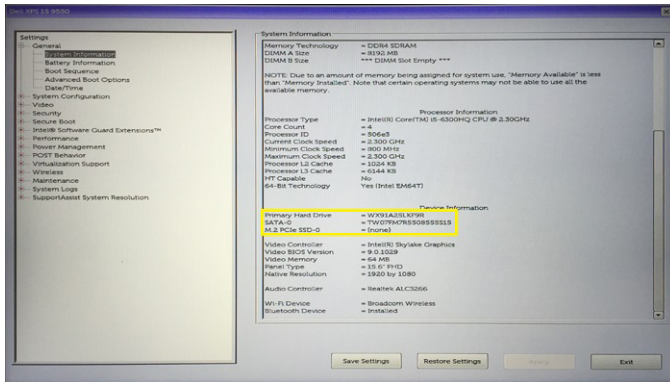 Dell XPS 15 9550
Settings
General
System Information
Battery Information
Boot Sequence
Advanced Boot Options
Date/Time
System Configuration
Video
Security
Secure Boot
Intel® Software Guard Extensions™
Performance
Power Management
POST Behavior
Virtualization Support
Wireless
Maintenance
System Logs
SupportAssist System Resolution
System Information
Memory Technology = DDR4 SDRAM
DIMM A Size = 8192 MB
DIMM B Size *** DIMM Slot Empty ***
NOTE: Due to an amount of memory being assigned for system use, "Memory Available" is less
than "Memory Installed". Note that certain operating systems may not be able to use all the
available memory.
Processor Information
Processor Type = Intel(R) Core(TM) i5-6300HQ CPU @ 2.30GHz
Core Count = 4
Processor ID = 506e3
Current Clock Speed = 2.300 GHz
Minimum Clock Speed = 800 MHz
Maximum Clock Speed = 2.300 GHz
Processor L2 Cache = 1024 KB
Processor L3 Cache = 6144 KB
HT Capable No
64-Bit Technology Yes (Intel EM64T)
Device Information
Primary Hard Drive = WX91A25LKF9R
SATA-0
M.2 PCIe SSD-0 = (none)
Video Controller = Intel(R) Skylake Graphics
Video BIOS Version = 9.0.1029
Video Memory = 64 MB
Panel Type = 15.6" FHD
Native Resolution = 1920 by 1080
Audio Controller = Realtek ALC3266
Wi-Fi Device = Broadcom Wireless
Bluetooth Device = Installed
Save Settings
Restore Settings
Apply
Exit